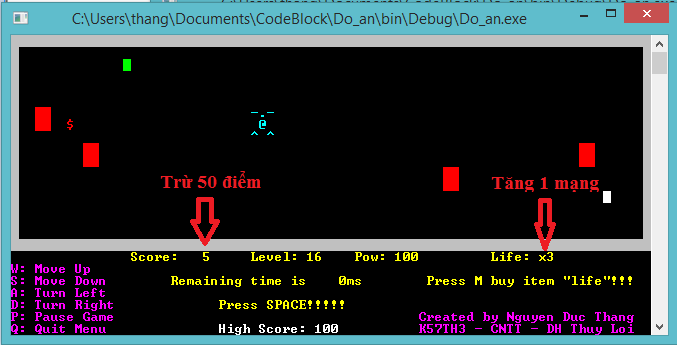 C:\Users\thang\Documents\CodeBlock\Do_an\bin\Debug\Do_an.exe
$
@
^ ^
Trừ 50 điểm
Tăng 1 mạng
Score: 5 Level: 16 Pow: 100 Life: x3
W: Move Up
S: Move Down Remaining time is 0ms Press M buy item "life"!!!
A: Turn Left
D: Turn Right Press SPACE!!!!!
P: Pause Game Created by Nguyen Duc Thang
Q: Quit Menu High Score: 100 K57TH3 - CNTT - DH Thuy Loi